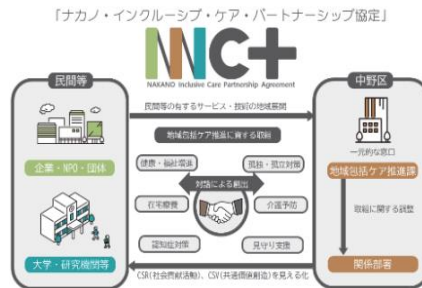 「ナカノ・インクルーシブ・ケア・パートナーシップ協定」
NIC+
NAKANO Inclusive Care Partnership Agreement
民間等
中野区
民間等の有するサービス・技術の地域展開
地域包括ケア推進に資する取組
一元的な窓口
企業・NPO・団体
地域包括ケア推進課
健康・福祉増進
孤独・孤立対策
対話による創出
在宅療養
介護予防
取組に関する調整
認知症対策
見守り支援
大学・研究機関等
関係部署
CSR(社会貢献活動)、CSV(共通価値創造)を見える化